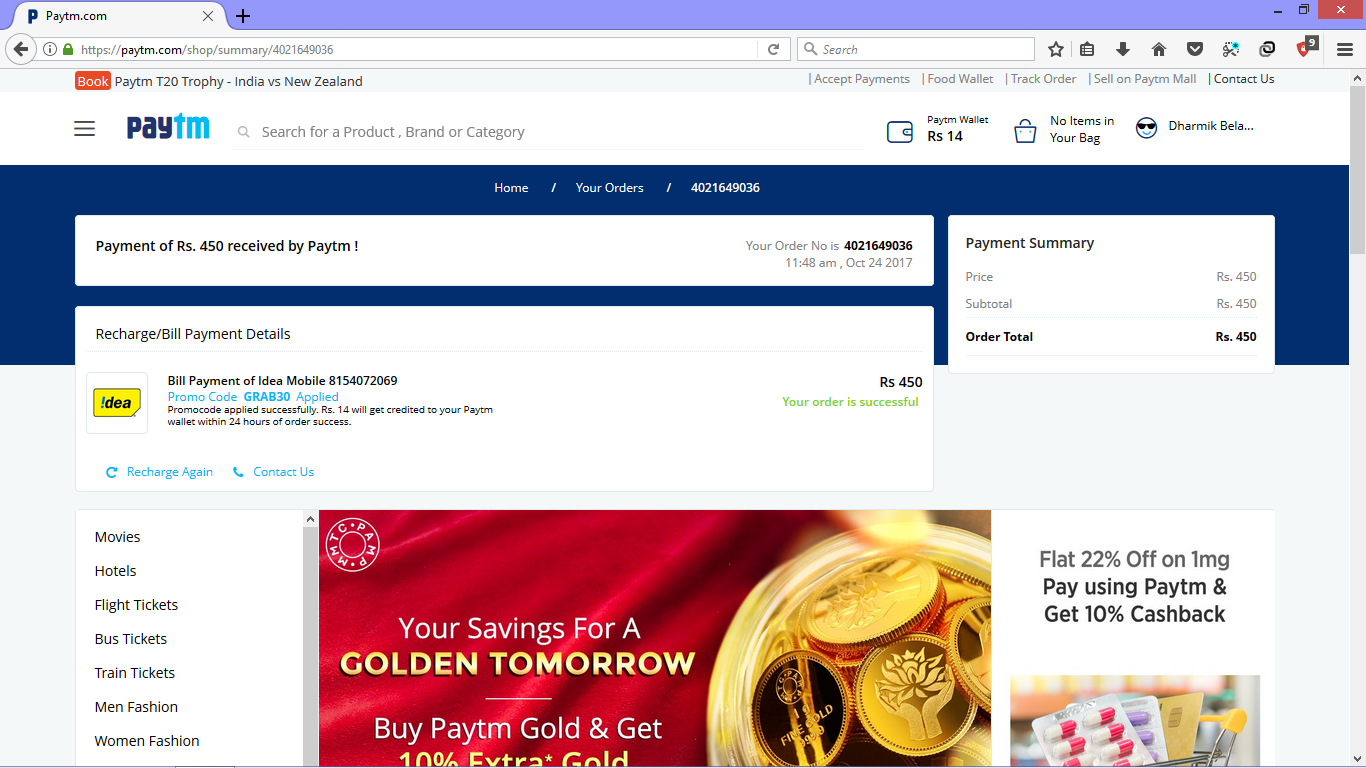 Paytm.com
https://paytm.com/shop/summary/4021649036
Search
9
Book Paytm T20 Trophy - India vs New Zealand
Accept Payments
Food Wallet
Track Order
Sell on Paytm Mall
Contact Us
paytm
Search for a Product , Brand or Category
Paytm Wallet
Rs 14
No Items in
Your Bag
Dharmik Bela...
Home / Your Orders / 4021649036
Payment of Rs. 450 received by Paytm !
Your Order No is 4021649036
11:48 am , Oct 24 2017
Payment Summary
Price Rs. 450
Subtotal Rs. 450
Order Total Rs. 450
Recharge/Bill Payment Details
!dea
Bill Payment of Idea Mobile 8154072069
Promo Code GRAB30 Applied
Promocode applied successfully. Rs. 14 will get credited to your Paytm
wallet within 24 hours of order success.
Rs 450
Your order is successful
Recharge Again
Contact Us
Movies
Hotels
Flight Tickets
Bus Tickets
Train Tickets
Men Fashion
Women Fashion
MMTC · PAMP
Your Savings For A
GOLDEN TOMORROW
Buy Paytm Gold & Get
10% Extra* Gold
FINE GOLD
Flat 22% Off on 1mg
Pay using Paytm &
Get 10% Cashback